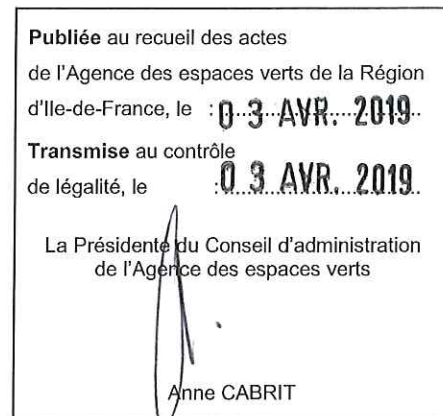 Publiée au recueil des actes
de l'Agence des espaces verts de la Région
d'Ile-de-France, le :03 AVR. 2019
Transmise au contrôle
de légalité, le :03 AVR. 2019
La Présidente du Conseil d'administration
de l'Agence des espaces verts
Anne CABRIT